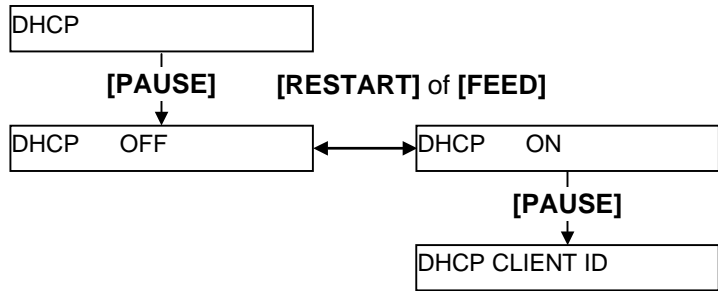 DHCP
[PAUSE] [RESTART] of [FEED]
DHCP OFF
DHCP ON
[PAUSE]
DHCP CLIENT ID